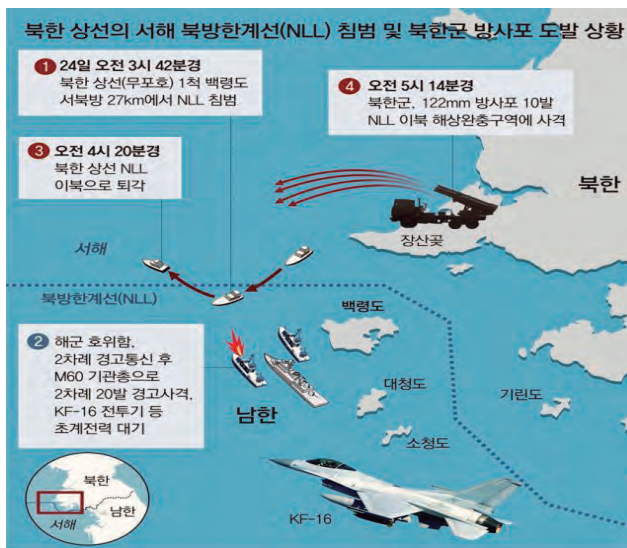 북한 상선의 서해 북방한계선(NLL) 침범 및 북한군 방사포 도발 상황
1 24일 오전 3시 42분경
북한 상선(무포호) 1척 백령도
서북방 27km에서 NLL 침범
4 오전 5시 14분경
북한군, 122mm 방사포 10발
NLL 이북 해상완충구역에 사격
3 오전 4시 20분경
북한 상선 NLL
이북으로 퇴각
북한
장산곶
서해
북방한계선(NLL)
백령도
2 해군 호위함,
2차례 경고통신 후
M60 기관총으로
2차례 20발 경고사격,
KF-16 전투기 등
초계전력 대기
남한
대청도
기린도
소청도
북한
남한
서해
KF-16